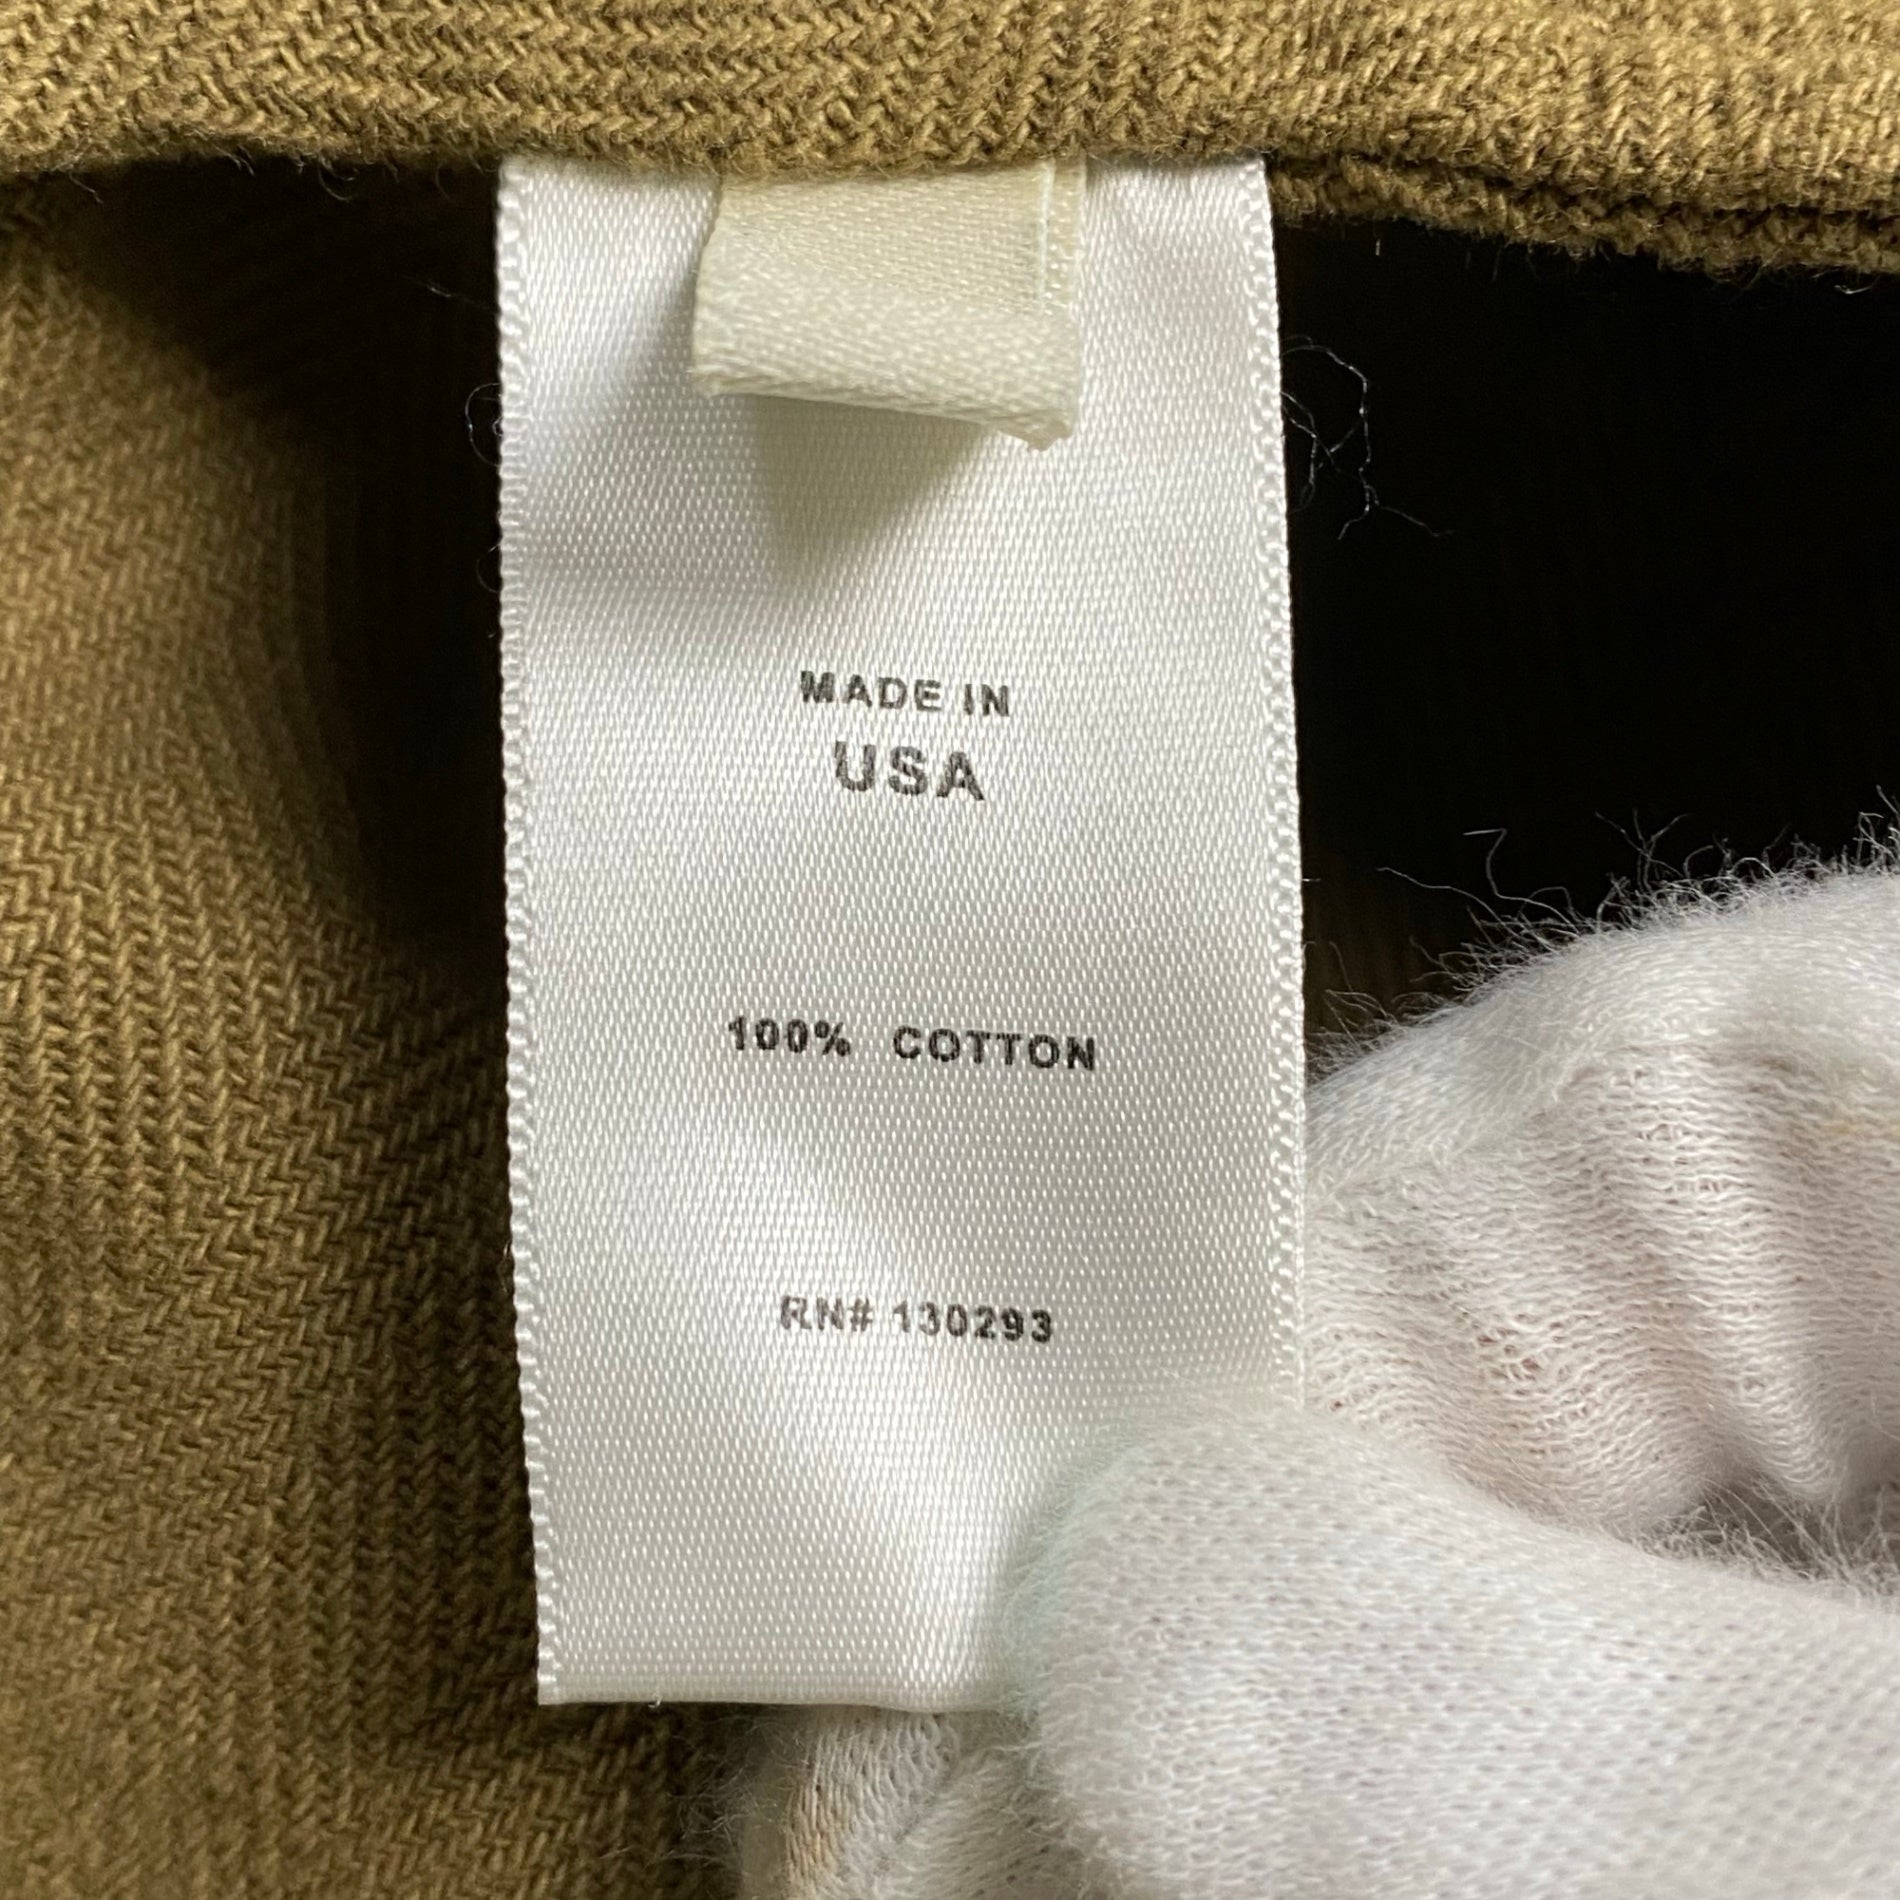 MADE IN
USA
100% COTTON
RN# 130293